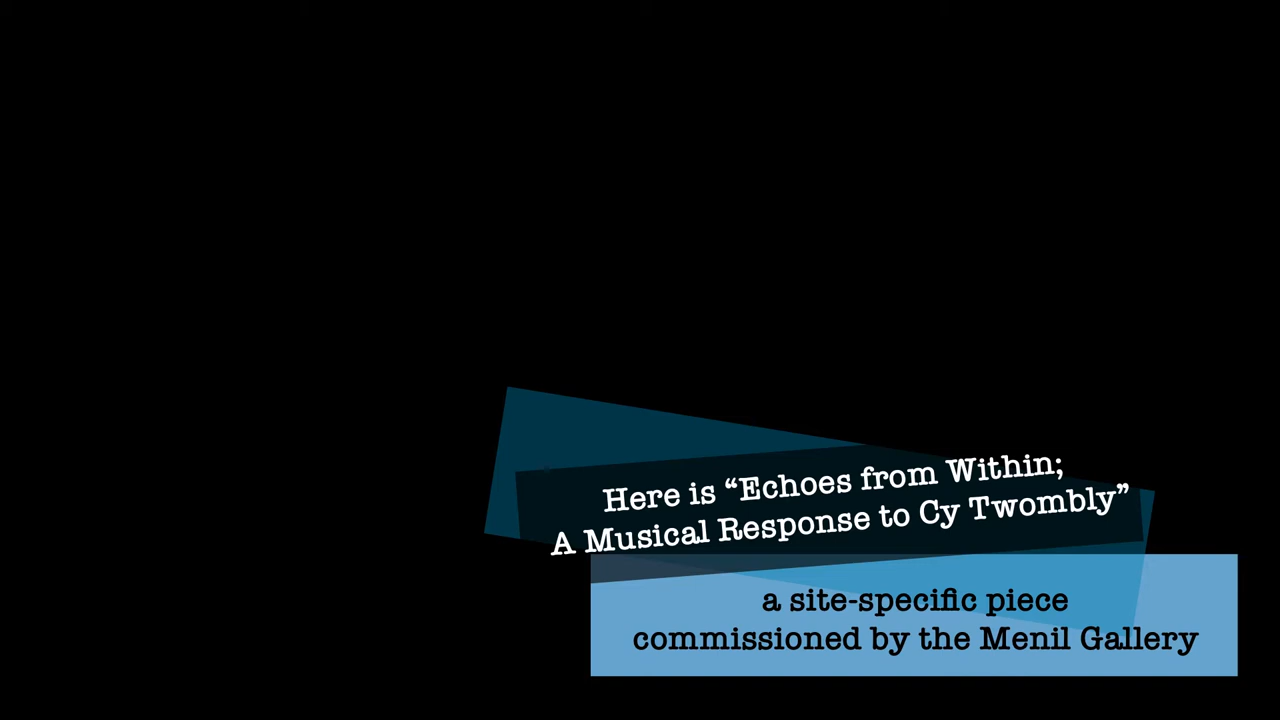 Here is “Echoes from Within;
A Musical Response to Cy Twombly”
a site-specific piece
commissioned by the Menil Gallery